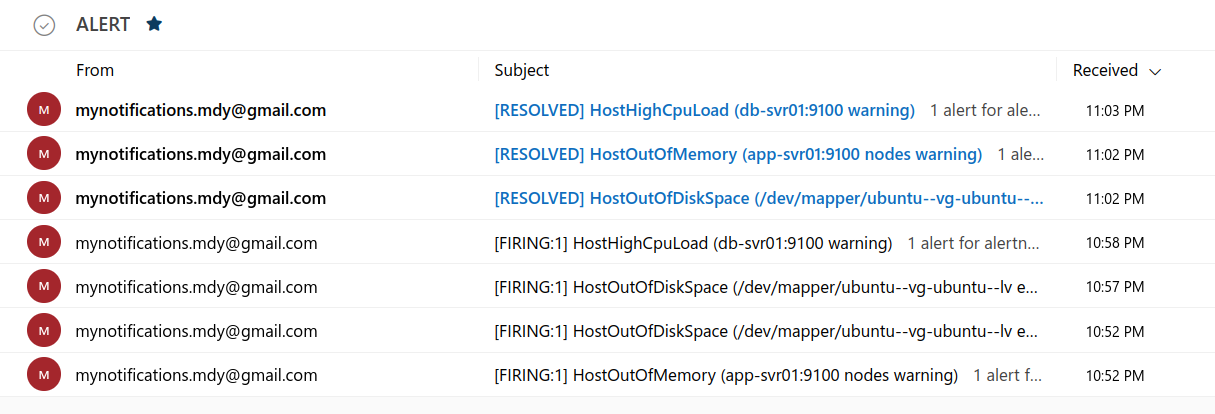 ALERT
From Subject Received
M mynotifications.mdy@gmail.com [RESOLVED] HostHighCpuLoad (db-svr01:9100 warning) 1 alert for ale... 11:03 PM
M mynotifications.mdy@gmail.com [RESOLVED] HostOutOfMemory (app-svr01:9100 nodes warning) 1 ale... 11:02 PM
M mynotifications.mdy@gmail.com [RESOLVED] HostOutOfDiskSpace (/dev/mapper/ubuntu--vg-ubuntu--... 11:02 PM
M mynotifications.mdy@gmail.com [FIRING:1] HostHighCpuLoad (db-svr01:9100 warning) 1 alert for alertn... 10:58 PM
M mynotifications.mdy@gmail.com [FIRING:1] HostOutOfDiskSpace (/dev/mapper/ubuntu--vg-ubuntu--lv e... 10:57 PM
M mynotifications.mdy@gmail.com [FIRING:1] HostOutOfDiskSpace (/dev/mapper/ubuntu--vg-ubuntu--lv e... 10:52 PM
M mynotifications.mdy@gmail.com [FIRING:1] HostOutOfMemory (app-svr01:9100 nodes warning) 1 alert f... 10:52 PM